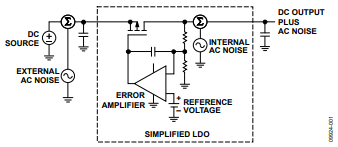 DC
SOURCE
EXTERNAL
AC NOISE
Σ
Σ
DC OUTPUT
PLUS
AC NOISE
INTERNAL
AC NOISE
ERROR
AMPLIFIER
REFERENCE
VOLTAGE
SIMPLIFIED LDO
09924-001